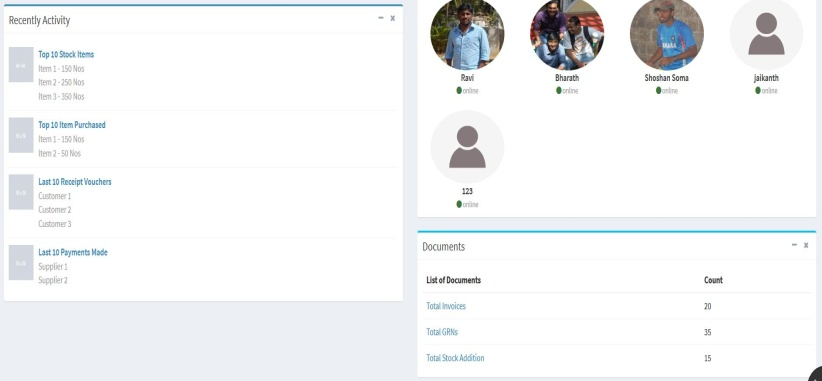 Recently Activity
Top 10 Stock Items
Item 1 - 150 Nos
Item 2 - 250 Nos
Item 3 - 350 Nos
Top 10 Item Purchased
Item 1 - 150 Nos
Item 2 - 50 Nos
Last 10 Receipt Vouchers
Customer 1
Customer 2
Customer 3
Last 10 Payments Made
Supplier 1
Supplier 2
Ravi
online
Bharath
online
Shoshan Soma
online
jaikanth
online
123
online
Documents
List of Documents Count
Total Invoices 20
Total GRNs 35
Total Stock Addition 15